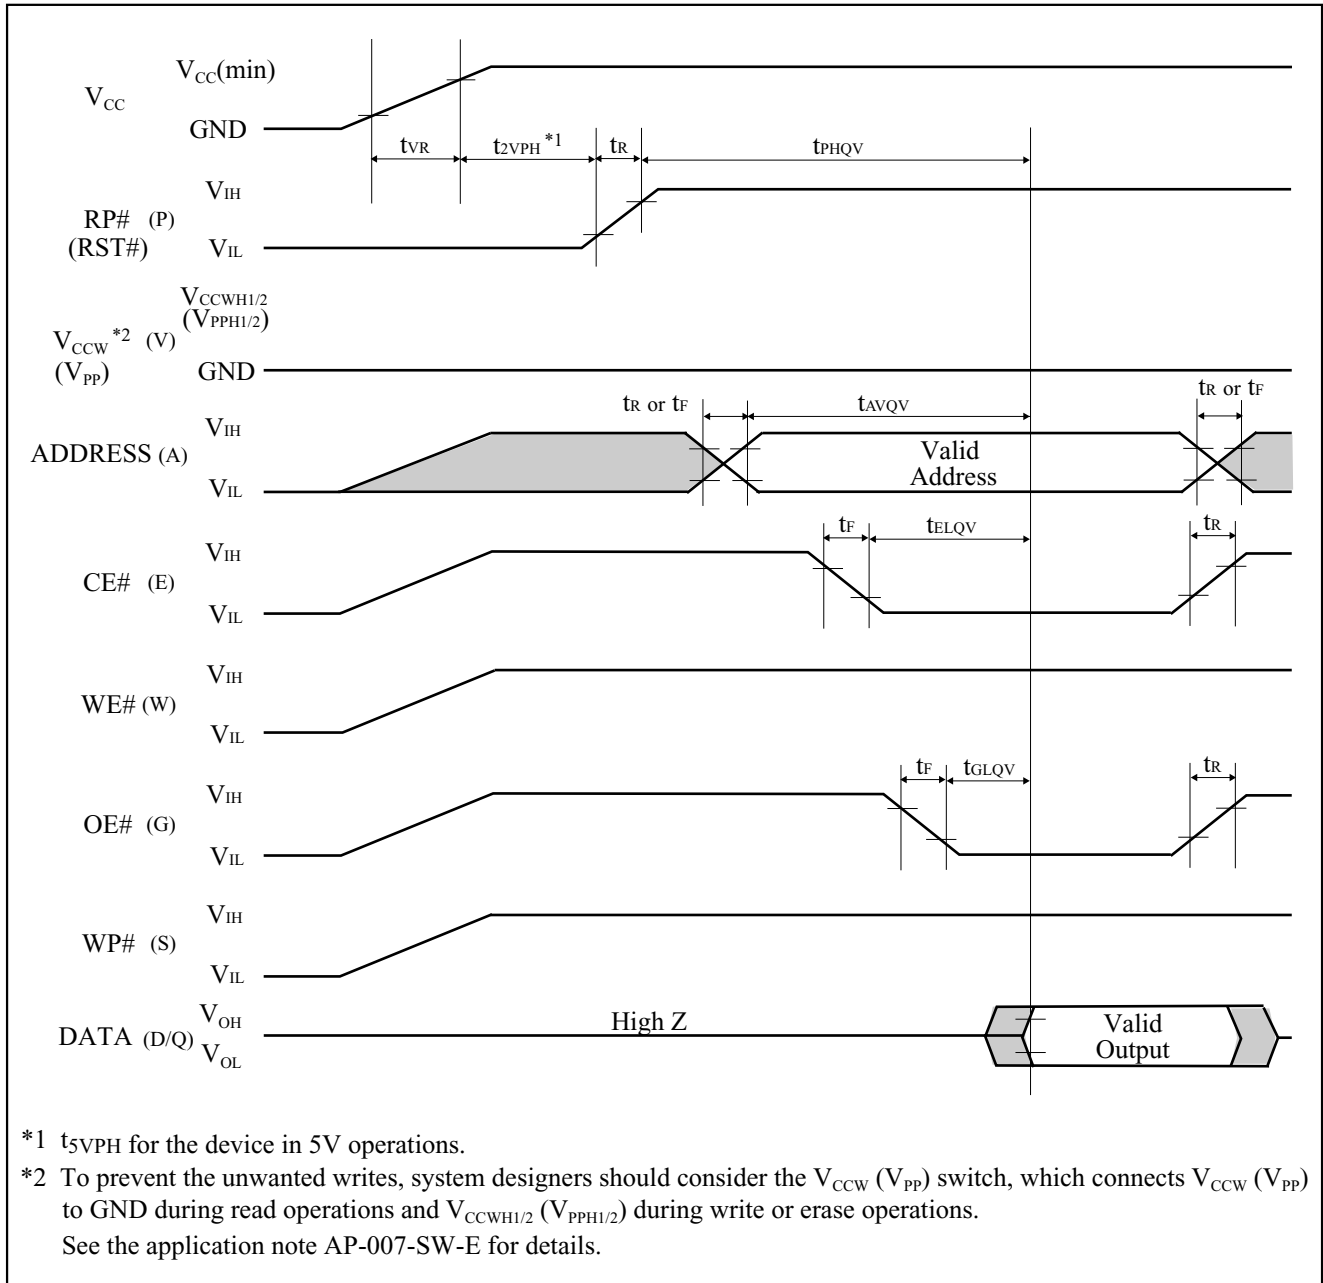 VCC(min)
VCC
GND
tVR
t2VPH *1
tR
tPHQV
VIH
RP# (P)
(RST#)
VIL
VCCWH1/2
(VPPH1/2)
VCCW *2 (V)
(VPP)
GND
tR or tF
tAVQV
tR or tF
VIH
ADDRESS (A)
Valid
Address
VIL
tF
tELQV
tR
VIH
CE# (E)
VIL
VIH
WE# (W)
VIL
tF
tGLQV
tR
VIH
OE# (G)
VIL
VIH
WP# (S)
VIL
VOH
DATA (D/Q)
High Z
Valid
Output
VOL
*1 t5VPH for the device in 5V operations.
*2 To prevent the unwanted writes, system designers should consider the VCCW (VPP) switch, which connects VCCW (VPP)
to GND during read operations and VCCWH1/2 (VPPH1/2) during write or erase operations.
See the application note AP-007-SW-E for details.